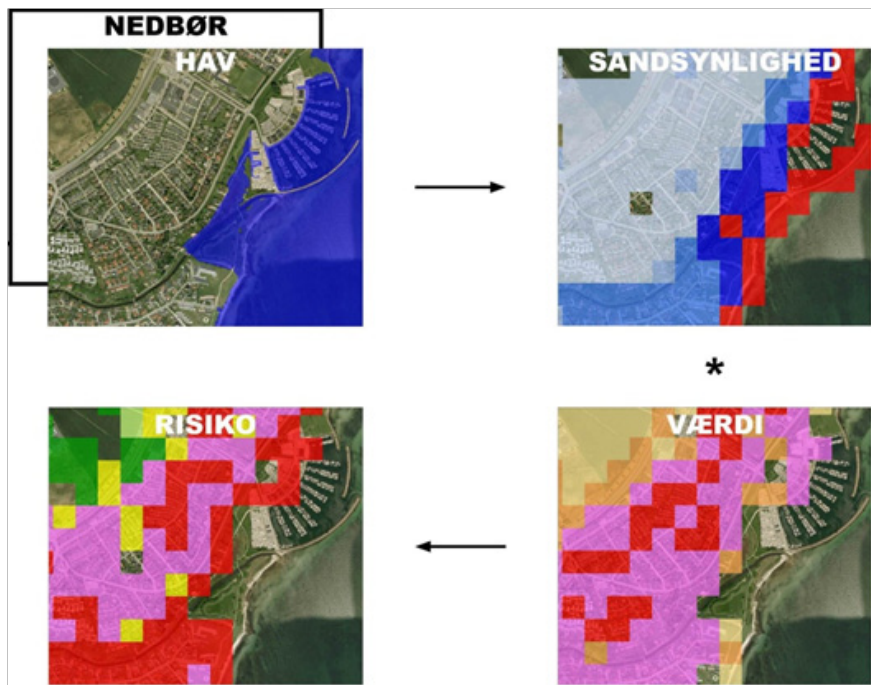 NEDBØR
HAV
SANDSYNLIGHED
*
RISIKO
VÆRDI